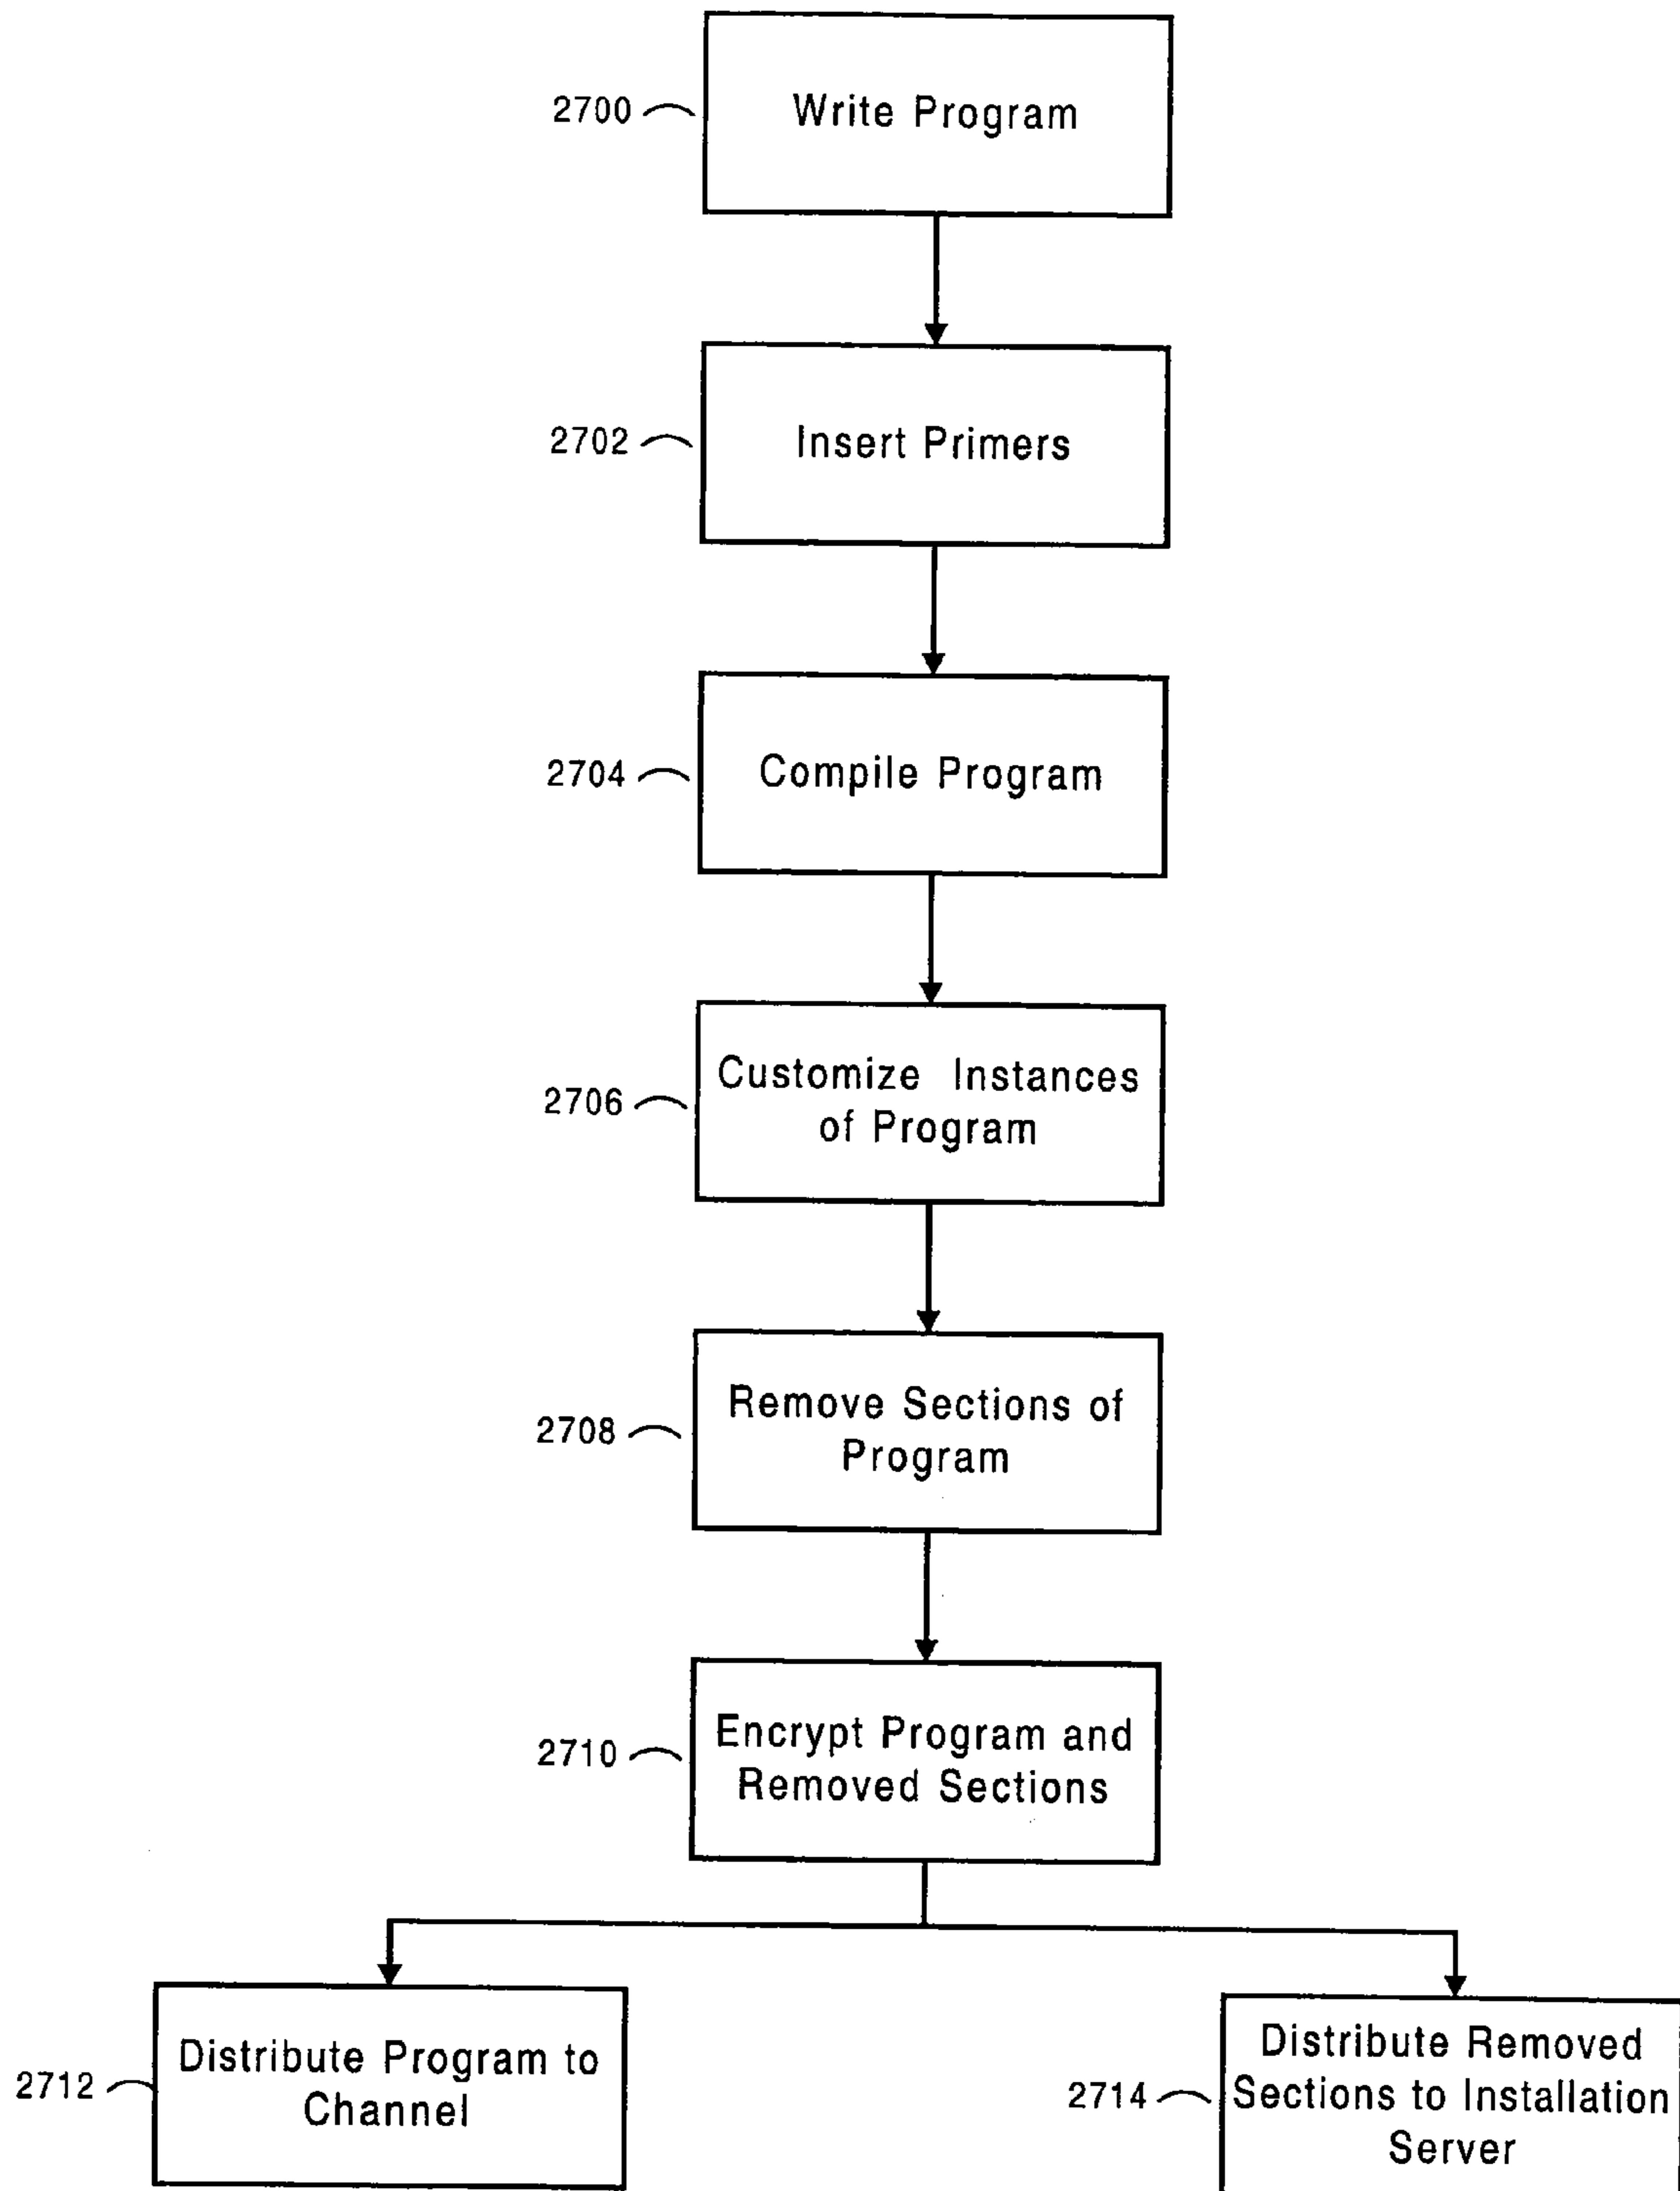 2700
Write Program
2702
Insert Primers
2704
Compile Program
2706
Customize Instances
of Program
2708
Remove Sections of
Program
2710
Encrypt Program and
Removed Sections
2712
Distribute Program to
Channel
2714
Distribute Removed
Sections to Installation
Server